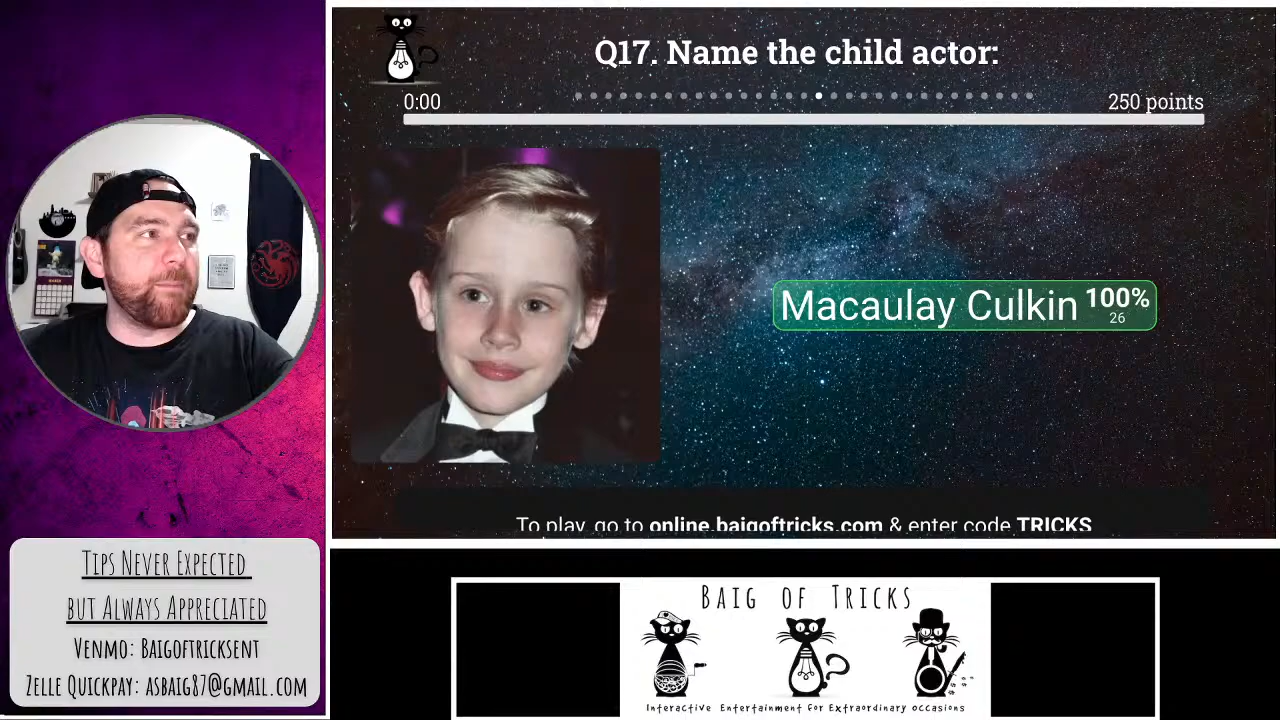 Q17. Name the child actor:
0:00
250 points
Macaulay Culkin 100%
26
To play, go to online.baigoftricks.com & enter code TRICKS
Tips Never Expected
but Always Appreciated
Venmo: Baigoftricksent
Zelle Quickpay: asbaig87@gmail.com
Baig of Tricks
Interactive Entertainment for Extraordinary Occasions